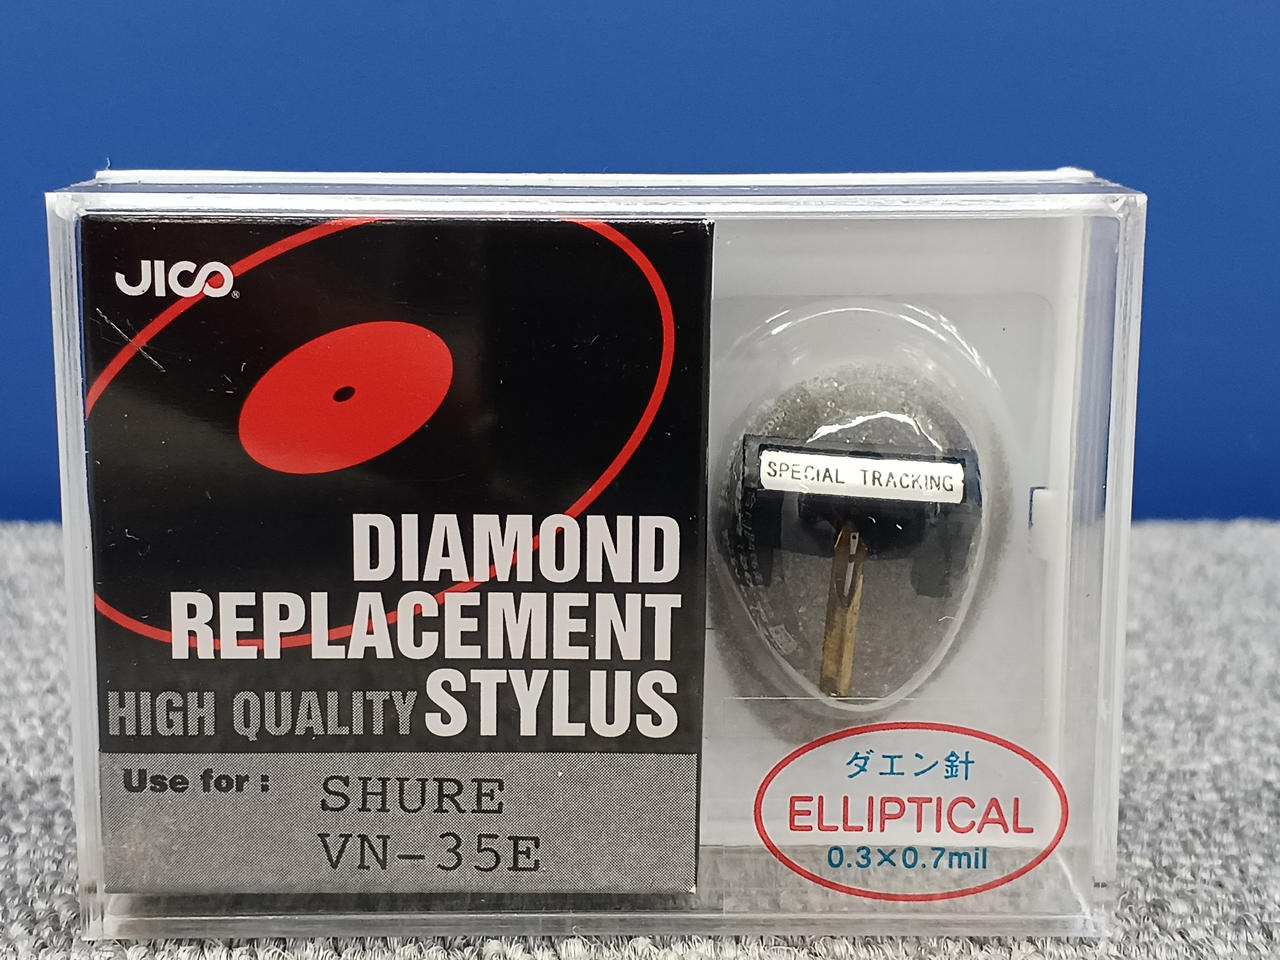 JICO®
DIAMOND
REPLACEMENT
HIGH QUALITY STYLUS
Use for :
SHURE
VN-35E
SPECIAL TRACKING
ダエン針
ELLIPTICAL
0.3×0.7mil